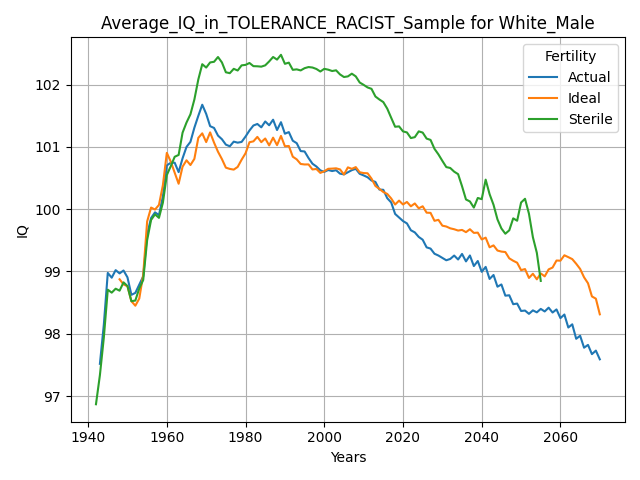 Average_IQ_in_TOLERANCE_RACIST_Sample for White_Male
Fertility
Actual
Ideal
Sterile
IQ
102
101
100
99
98
97
1940
1960
1980
2000
2020
2040
2060
Years